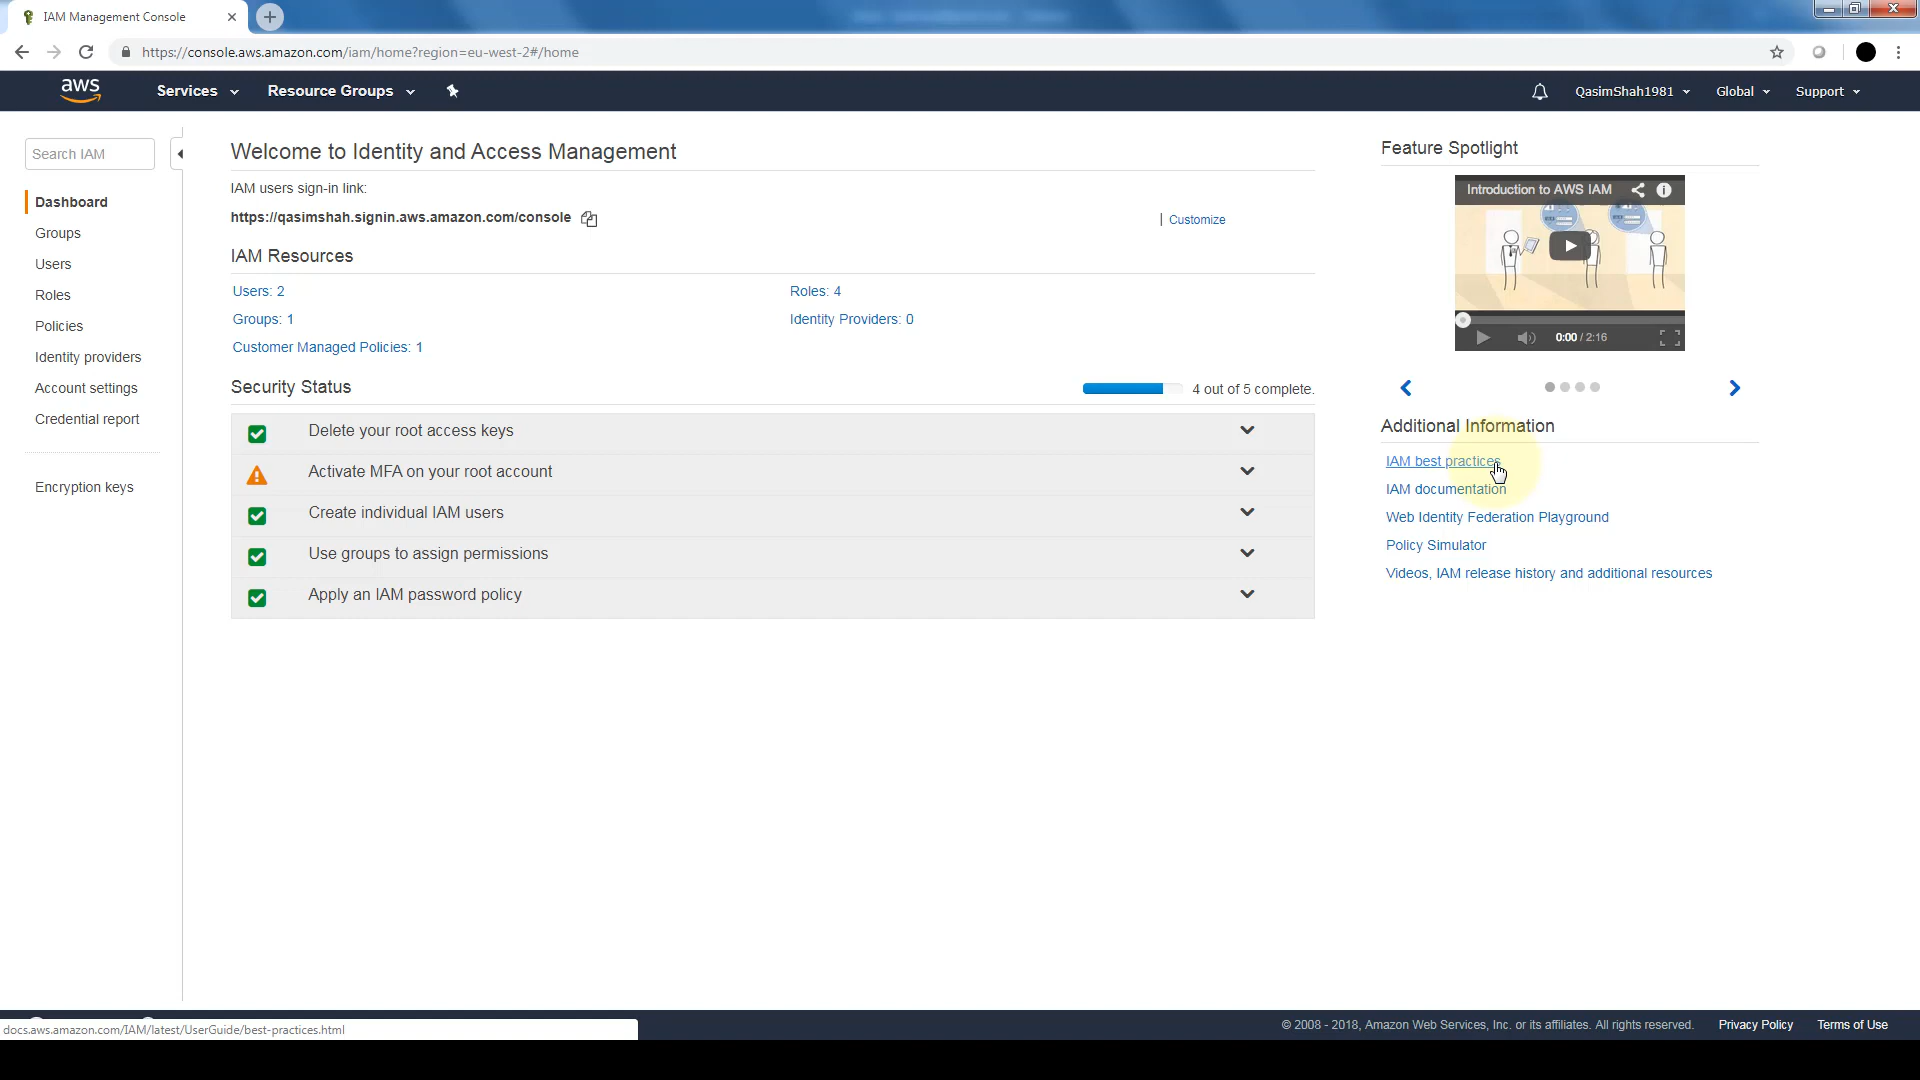 IAM Management Console
https://console.aws.amazon.com/iam/home?region=eu-west-2#/home
aws
Services
Resource Groups
QasimShah1981
Global
Support
Search IAM
Dashboard
Groups
Users
Roles
Policies
Identity providers
Account settings
Credential report
Encryption keys
Welcome to Identity and Access Management
IAM users sign-in link:
https://qasimshah.signin.aws.amazon.com/console
| Customize
IAM Resources
Users: 2
Roles: 4
Groups: 1
Identity Providers: 0
Customer Managed Policies: 1
Security Status
4 out of 5 complete.
Delete your root access keys
Activate MFA on your root account
Create individual IAM users
Use groups to assign permissions
Apply an IAM password policy
Feature Spotlight
Introduction to AWS IAM
0:00 / 2:16
Additional Information
IAM best practices
IAM documentation
Web Identity Federation Playground
Policy Simulator
Videos, IAM release history and additional resources
docs.aws.amazon.com/IAM/latest/UserGuide/best-practices.html
© 2008 - 2018, Amazon Web Services, Inc. or its affiliates. All rights reserved.
Privacy Policy
Terms of Use